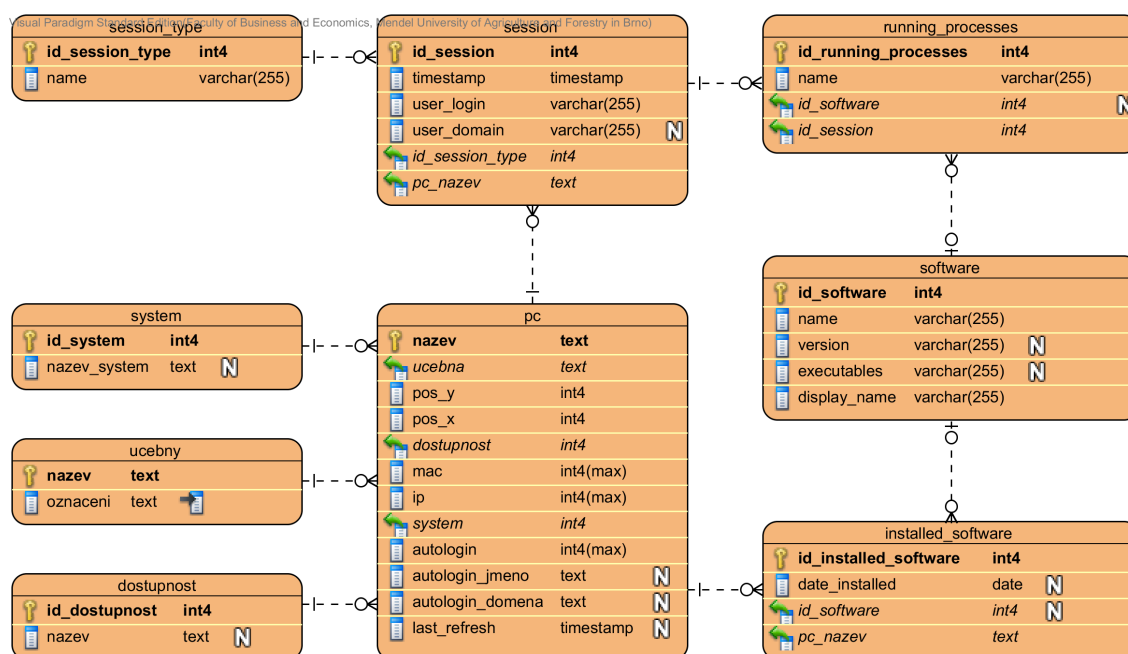 Visual Paradigm Standard Edition(Faculty of Business and Economics, Mendel University of Agriculture and Forestry in Brno)
session_type
id_session_type int4
name varchar(255)
session
id_session int4
timestamp timestamp
user_login varchar(255)
user_domain varchar(255) N
id_session_type int4
pc_nazev text
running_processes
id_running_processes int4
name varchar(255)
id_software int4 N
id_session int4
system
id_system int4
nazev_system text N
ucebny
nazev text
oznaceni text
dostupnost
id_dostupnost int4
nazev text N
pc
nazev text
ucebna text
pos_y int4
pos_x int4
dostupnost int4
mac int4(max)
ip int4(max)
system int4
autologin int4(max)
autologin_jmeno text N
autologin_domena text N
last_refresh timestamp N
software
id_software int4
name varchar(255)
version varchar(255) N
executables varchar(255) N
display_name varchar(255)
installed_software
id_installed_software int4
date_installed date N
id_software int4 N
pc_nazev text